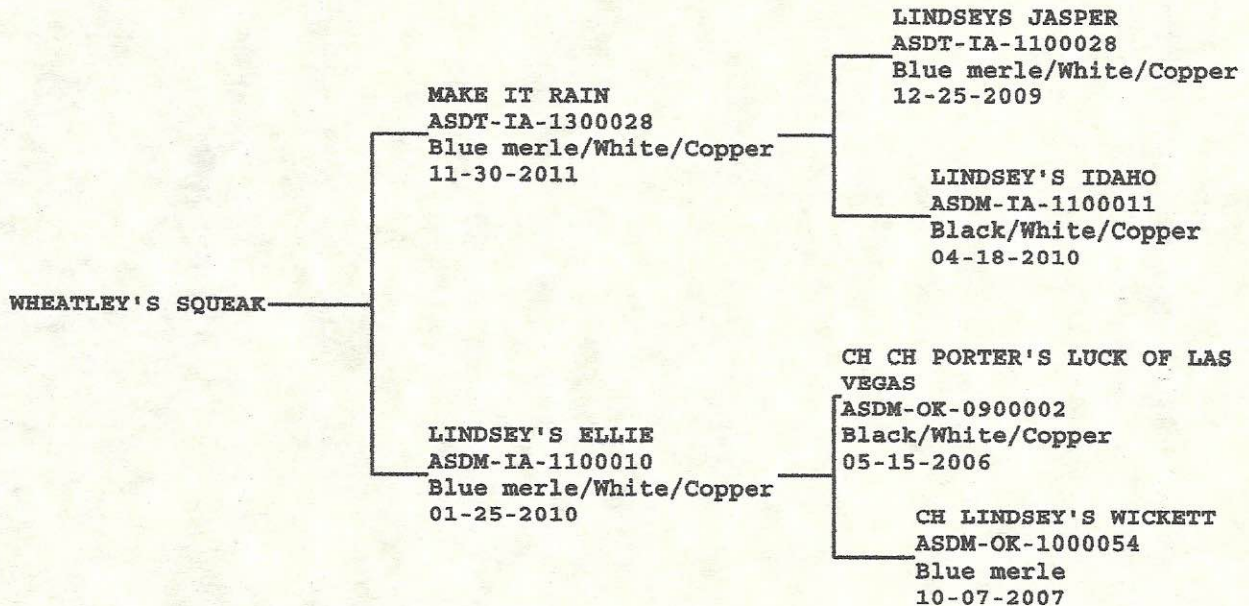 LINDSEYS JASPER
ASDT-IA-1100028
Blue merle/White/Copper
12-25-2009
MAKE IT RAIN
ASDT-IA-1300028
Blue merle/White/Copper
11-30-2011
LINDSEY'S IDAHO
ASDM-IA-1100011
Black/White/Copper
04-18-2010
WHEATLEY'S SQUEAK
CH CH PORTER'S LUCK OF LAS
VEGAS
ASDM-OK-0900002
Black/White/Copper
05-15-2006
LINDSEY'S ELLIE
ASDM-IA-1100010
Blue merle/White/Copper
01-25-2010
CH LINDSEY'S WICKETT
ASDM-OK-1000054
Blue merle
10-07-2007